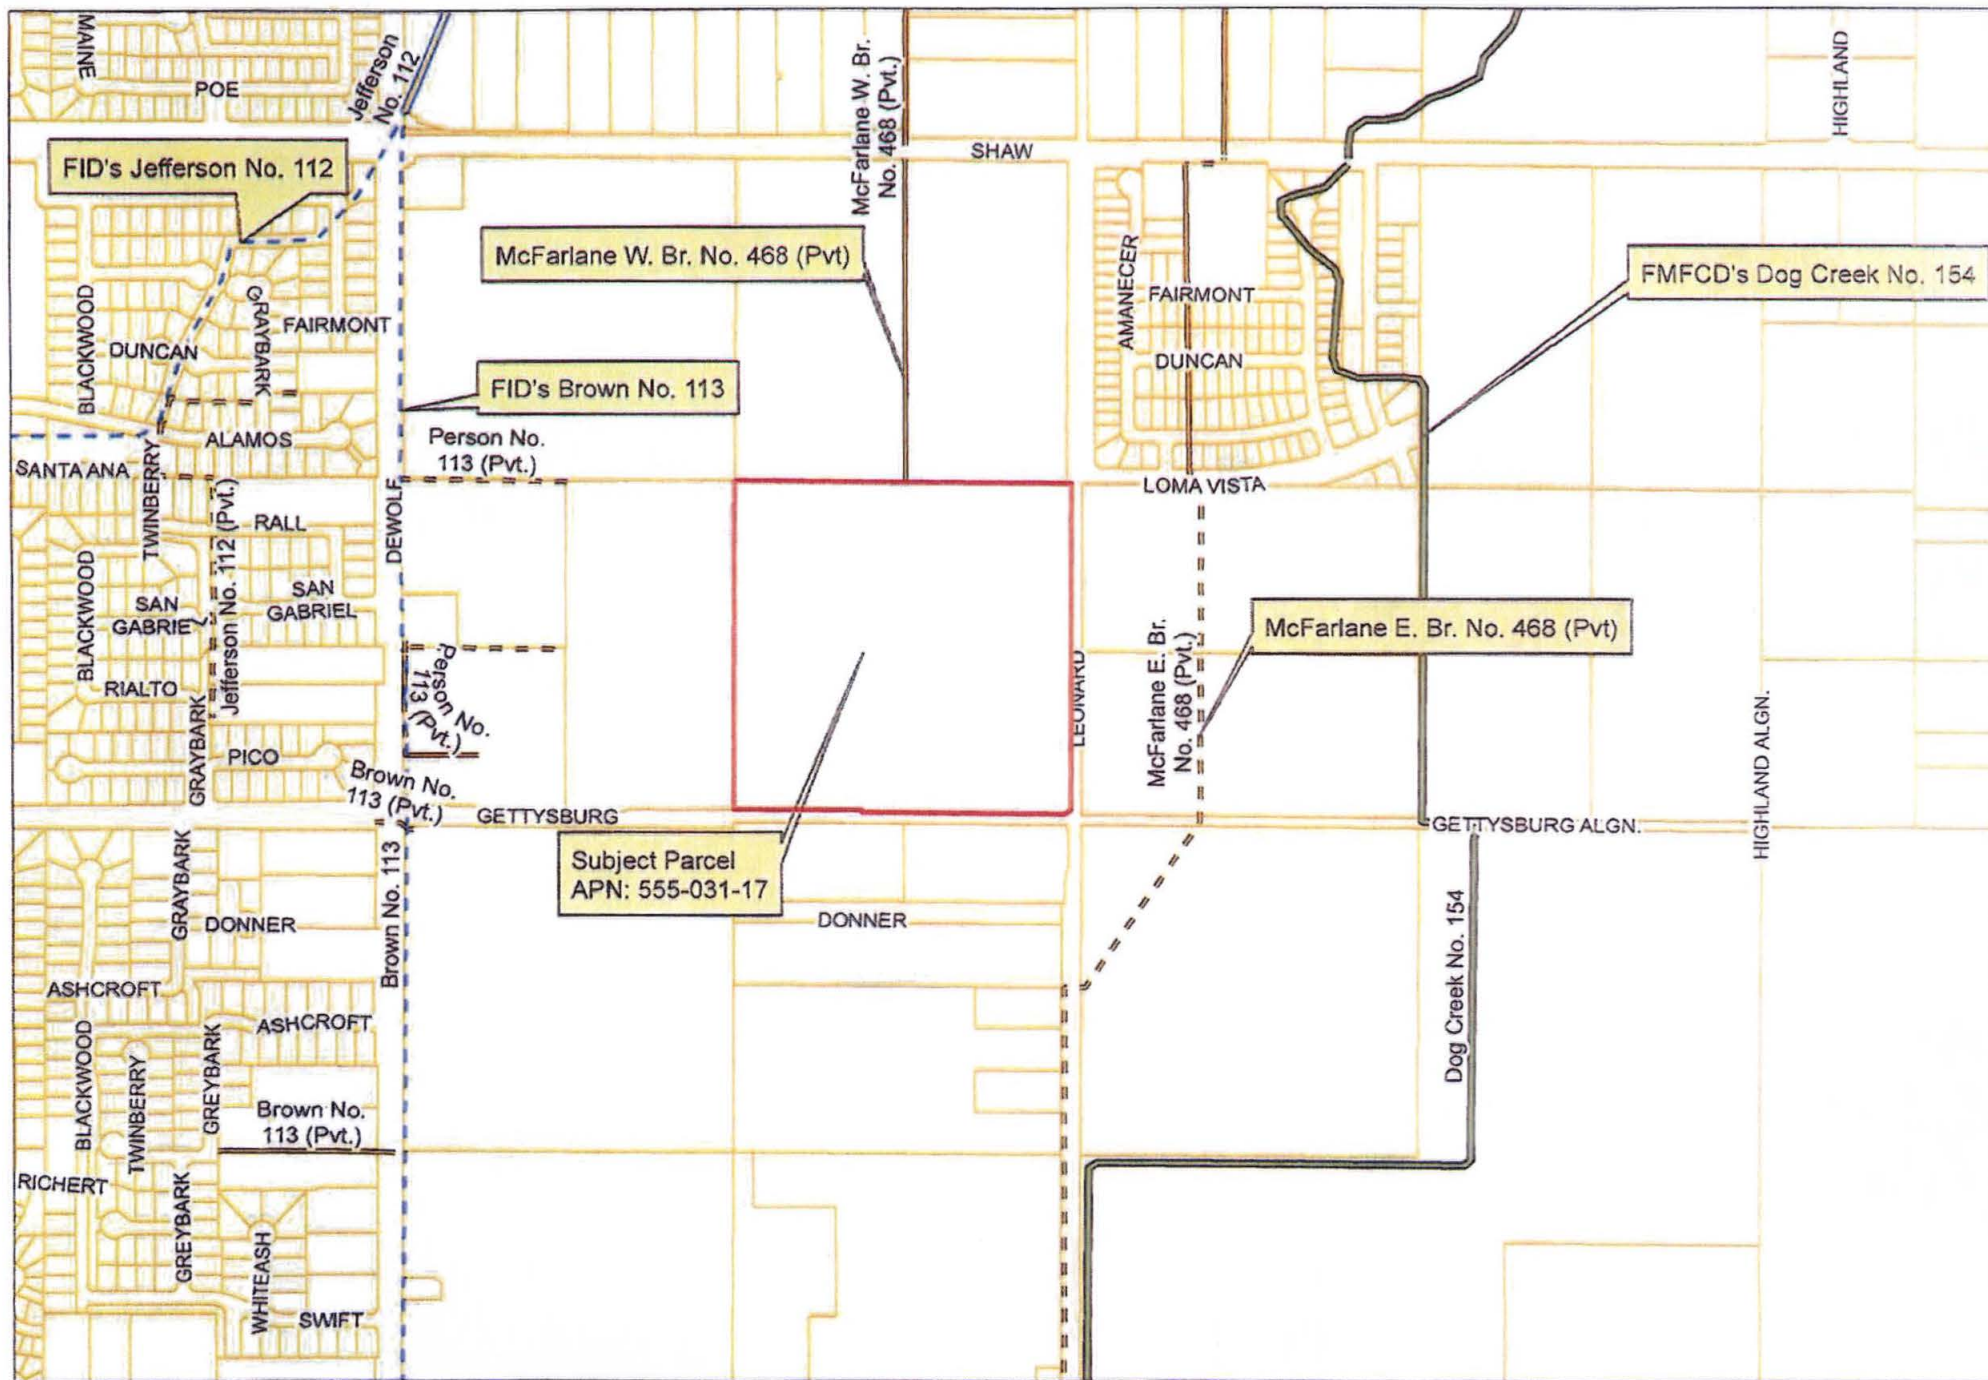 MAINE
POE
Jefferson
No. 112
McFarlane W. Br.
No. 468 (Pvt.)
HIGHLAND
SHAW
FID's Jefferson No. 112
McFarlane W. Br. No. 468 (Pvt)
FMFCD's Dog Creek No. 154
AMANECER
FAIRMONT
BLACKWOOD
GRAYBARK
FAIRMONT
DUNCAN
DUNCAN
FID's Brown No. 113
Person No.
113 (Pvt.)
ALAMOS
SANTA ANA
TWINBERRY
DEWOLF
LOMA VISTA
RALL
Jefferson No. 112 (Pvt.)
BLACKWOOD
SAN
GABRIE
SAN
GABRIEL
McFarlane E. Br. No. 468 (Pvt)
McFarlane E. Br.
No. 468 (Pvt.)
LEONARD
Person No.
113
(Pvt.)
RIALTO
GRAYBARK
PICO
HIGHLAND ALGN.
Brown No.
113 (Pvt.)
GETTYSBURG
GETTYSBURG ALGN.
Subject Parcel
APN: 555-031-17
GRAYBARK
Brown No. 113
DONNER
DONNER
Dog Creek No. 154
ASHCROFT
ASHCROFT
BLACKWOOD
TWINBERRY
GREYBARK
Brown No.
113 (Pvt.)
RICHERT
GREYBARK
WHITEASH
SWIFT